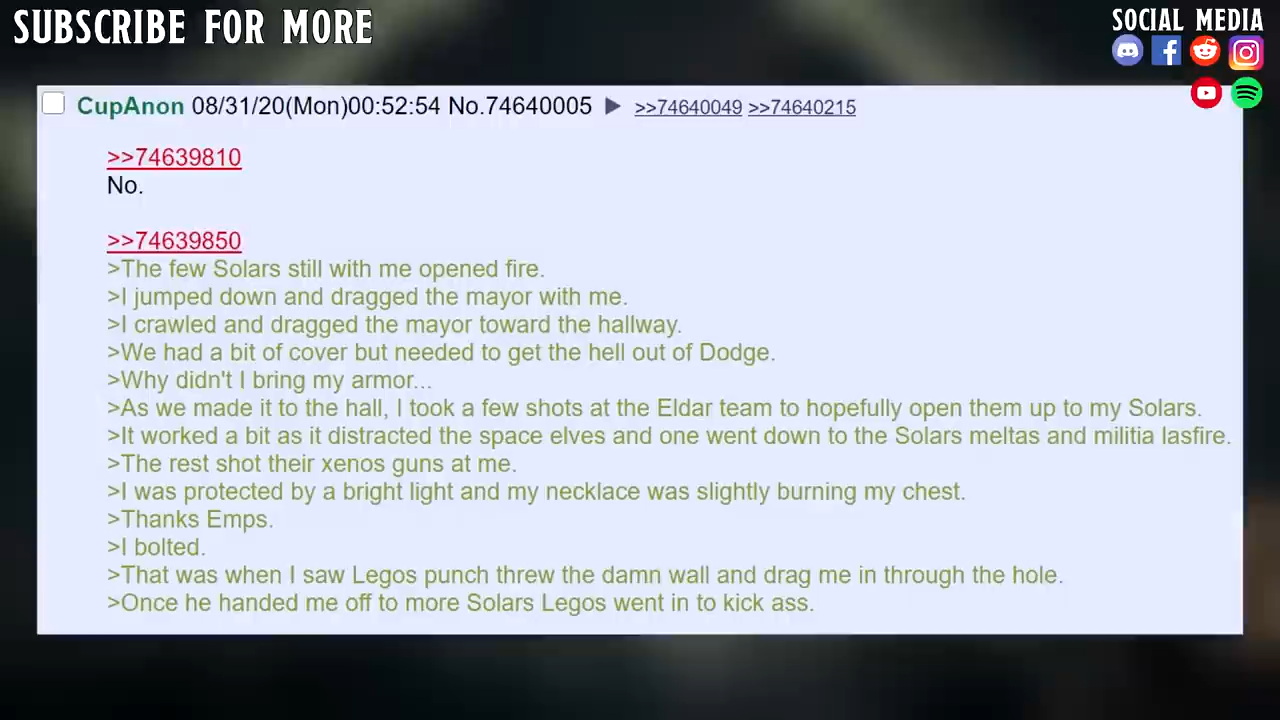 SUBSCRIBE FOR MORE
SOCIAL MEDIA
CupAnon 08/31/20(Mon)00:52:54 No.74640005 ▶ >>74640049 >>74640215
>>74639810
No.
>>74639850
>The few Solars still with me opened fire.
>I jumped down and dragged the mayor with me.
>I crawled and dragged the mayor toward the hallway.
>We had a bit of cover but needed to get the hell out of Dodge.
>Why didn't I bring my armor...
>As we made it to the hall, I took a few shots at the Eldar team to hopefully open them up to my Solars.
>It worked a bit as it distracted the space elves and one went down to the Solars meltas and militia lasfire.
>The rest shot their xenos guns at me.
>I was protected by a bright light and my necklace was slightly burning my chest.
>Thanks Emps.
>I bolted.
>That was when I saw Legos punch threw the damn wall and drag me in through the hole.
>Once he handed me off to more Solars Legos went in to kick ass.